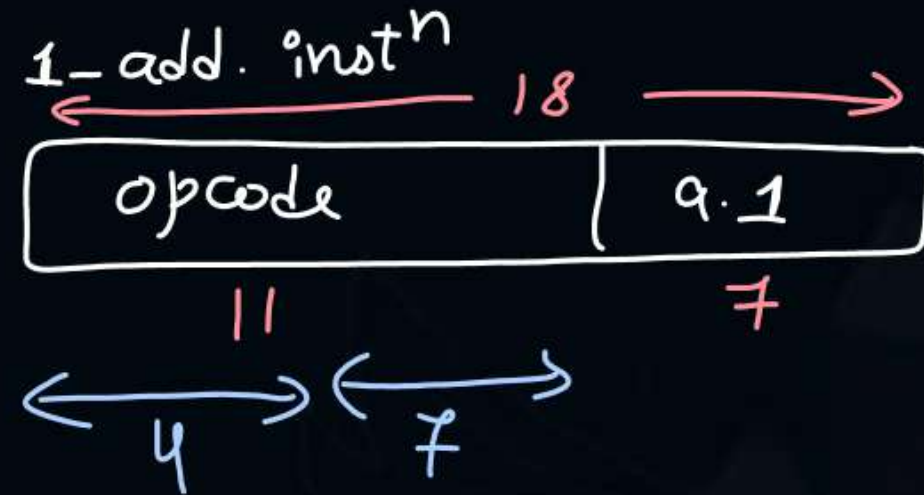 1- add. instⁿ
18
opcode a.1
11 7
4 7